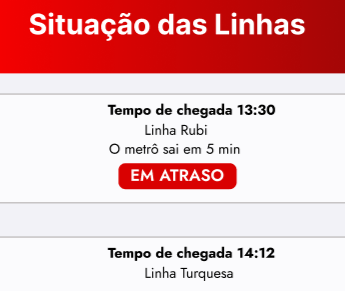 Situação das Linhas
Tempo de chegada 13:30
Linha Rubi
O metrô sai em 5 min
EM ATRASO
Tempo de chegada 14:12
Linha Turquesa